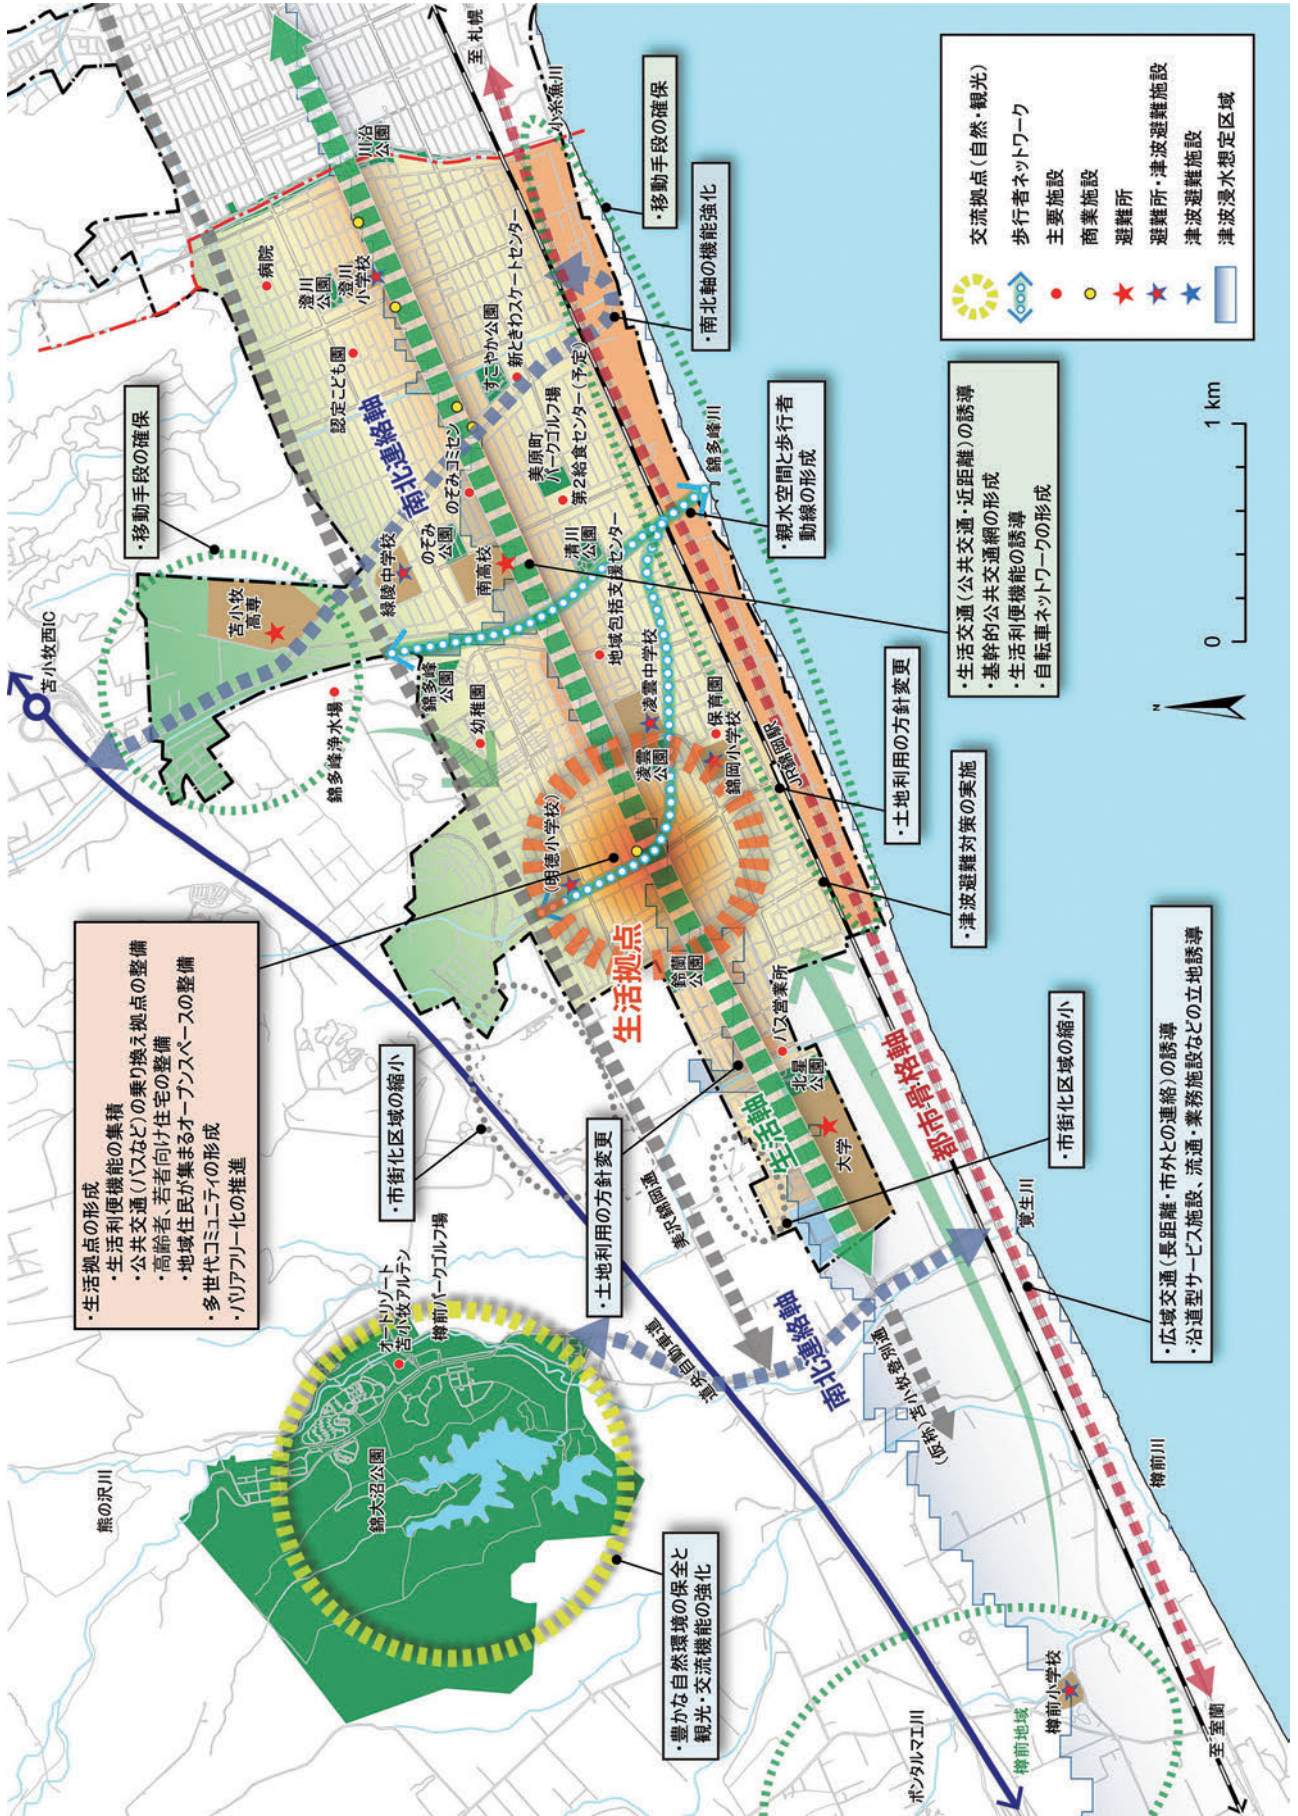 ・生活拠点の形成
・生活利便機能の集積
・公共交通(バスなど)の乗り換え拠点の整備
・高齢者、若者向け住宅の整備
・地域住民が集まるオープンスペースの整備
・多世代コミュニティの形成
・バリアフリー化の推進
・移動手段の確保
・市街化区域の縮小
・土地利用の方針変更
・豊かな自然環境の保全と
観光・交流機能の強化
苫小牧西IC
苫小牧
高専
錦多峰浄水場
錦多峰
公園
幼稚園
緑陵中学校
のぞみ
公園
南高校
のぞみコミセン
認定こども園
病院
澄川
公園
澄川
小学校
川沿
公園
南北連絡軸
すこやか公園
新ときわスケートセンター
美原町
パークゴルフ場
第2給食センター(予定)
清川
公園
地域包括支援センター
凌雲中学校
凌雲
公園
保育園
錦岡小学校
JR錦岡駅
(明徳小学校)
生活拠点
鈴蘭
公園
バス営業所
北星
公園
大学
生活軸
都市骨格軸
南北連絡軸
美沢錦岡通
道央自動車道
(仮称)苫小牧登別通
オートリゾート
苫小牧アルテン
樽前パークゴルフ場
錦大沼公園
熊の沢川
覚生川
樽前川
ポンタルマエ川
樽前地域
樽前小学校
至 室蘭
至 札幌
小糸魚川
錦多峰川
・移動手段の確保
・南北軸の機能強化
・親水空間と歩行者
動線の形成
・生活交通(公共交通・近距離)の誘導
・基幹的公共交通網の形成
・生活利便機能の誘導
・自転車ネットワークの形成
・土地利用の方針変更
・津波避難対策の実施
・市街化区域の縮小
・広域交通(長距離・市外との連絡)の誘導
・沿道型サービス施設、流通・業務施設などの立地誘導
交流拠点(自然・観光)
歩行者ネットワーク
主要施設
商業施設
避難所
避難所・津波避難施設
津波避難施設
津波浸水想定区域
N
0
1 km